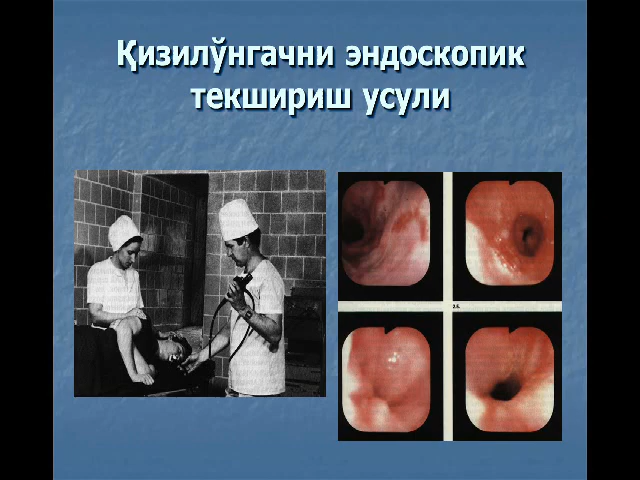 Қизилўнгачни эндоскопик
текшириш усули